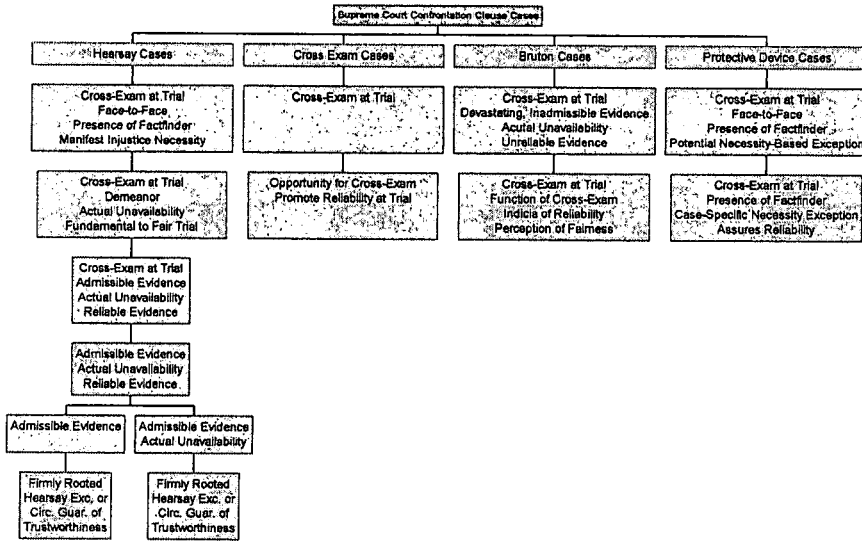 Supreme Court Confrontation Clause Cases
Hearsay Cases
Cross Exam Cases
Bruton Cases
Protective Device Cases
Cross-Exam at Trial
Face-to-Face
Presence of Factfinder
Manifest Injustice Necessity
Cross-Exam at Trial
Cross-Exam at Trial
Devastating, Inadmissible Evidence
Acutal Unavailability
Unreliable Evidence
Cross-Exam at Trial
Face-to-Face
Presence of Factfinder
Potential Necessity-Based Exception
Cross-Exam at Trial
Demeanor
Actual Unavailability
Fundamental to Fair Trial
Opportunity for Cross-Exam
Promote Reliability at Trial
Cross-Exam at Trial
Function of Cross-Exam
Indicia of Reliability
Perception of Fairness
Cross-Exam at Trial
Presence of Factfinder
Case-Specific Necessity Exception
Assures Reliability
Cross-Exam at Trial
Admissible Evidence
Actual Unavailability
Reliable Evidence
Admissible Evidence
Actual Unavailability
Reliable Evidence
Admissible Evidence
Admissible Evidence
Actual Unavailability
Firmly Rooted
Hearsay Exc. or
Circ. Guar. of
Trustworthiness
Firmly Rooted
Hearsay Exc. or
Circ. Guar. of
Trustworthiness